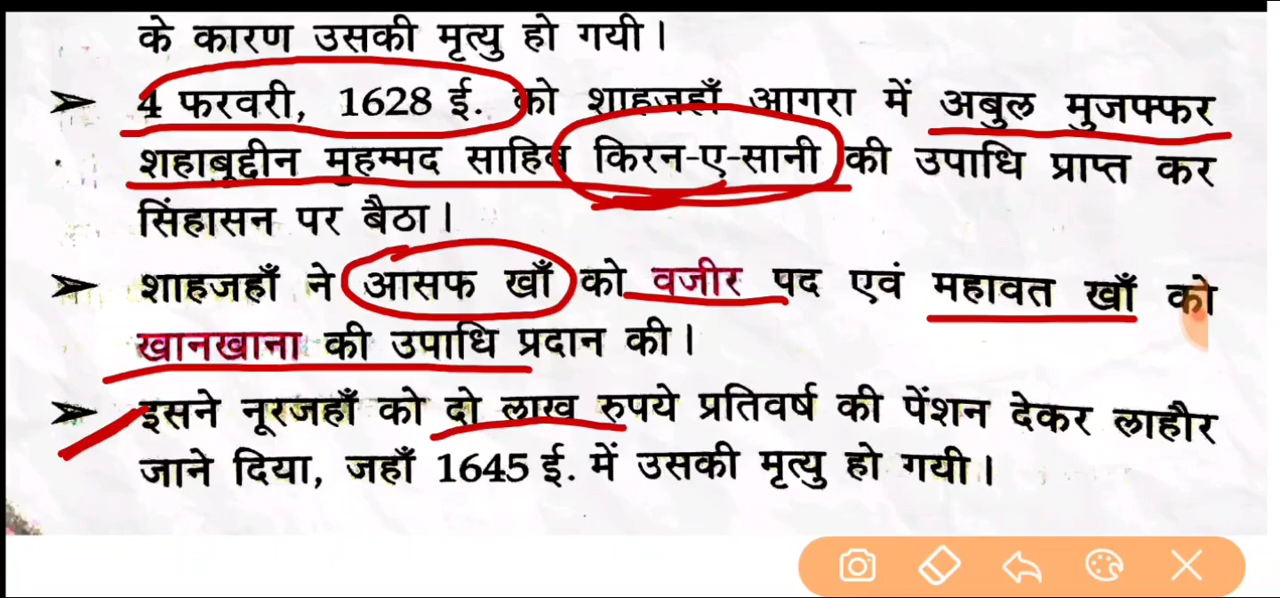 के कारण उसकी मृत्यु हो गयी।
➢ 4 फरवरी, 1628 ई. को शाहजहाँ आगरा में अबुल मुजफ्फर
शहाबुद्दीन मुहम्मद साहिब किरन-ए-सानी की उपाधि प्राप्त कर
सिंहासन पर बैठा।
➢ शाहजहाँ ने आसफ खाँ को वजीर पद एवं महावत खाँ को
खानखाना की उपाधि प्रदान की।
➢ इसने नूरजहाँ को दो लाख रुपये प्रतिवर्ष की पेंशन देकर लाहौर
जाने दिया, जहाँ 1645 ई. में उसकी मृत्यु हो गयी।